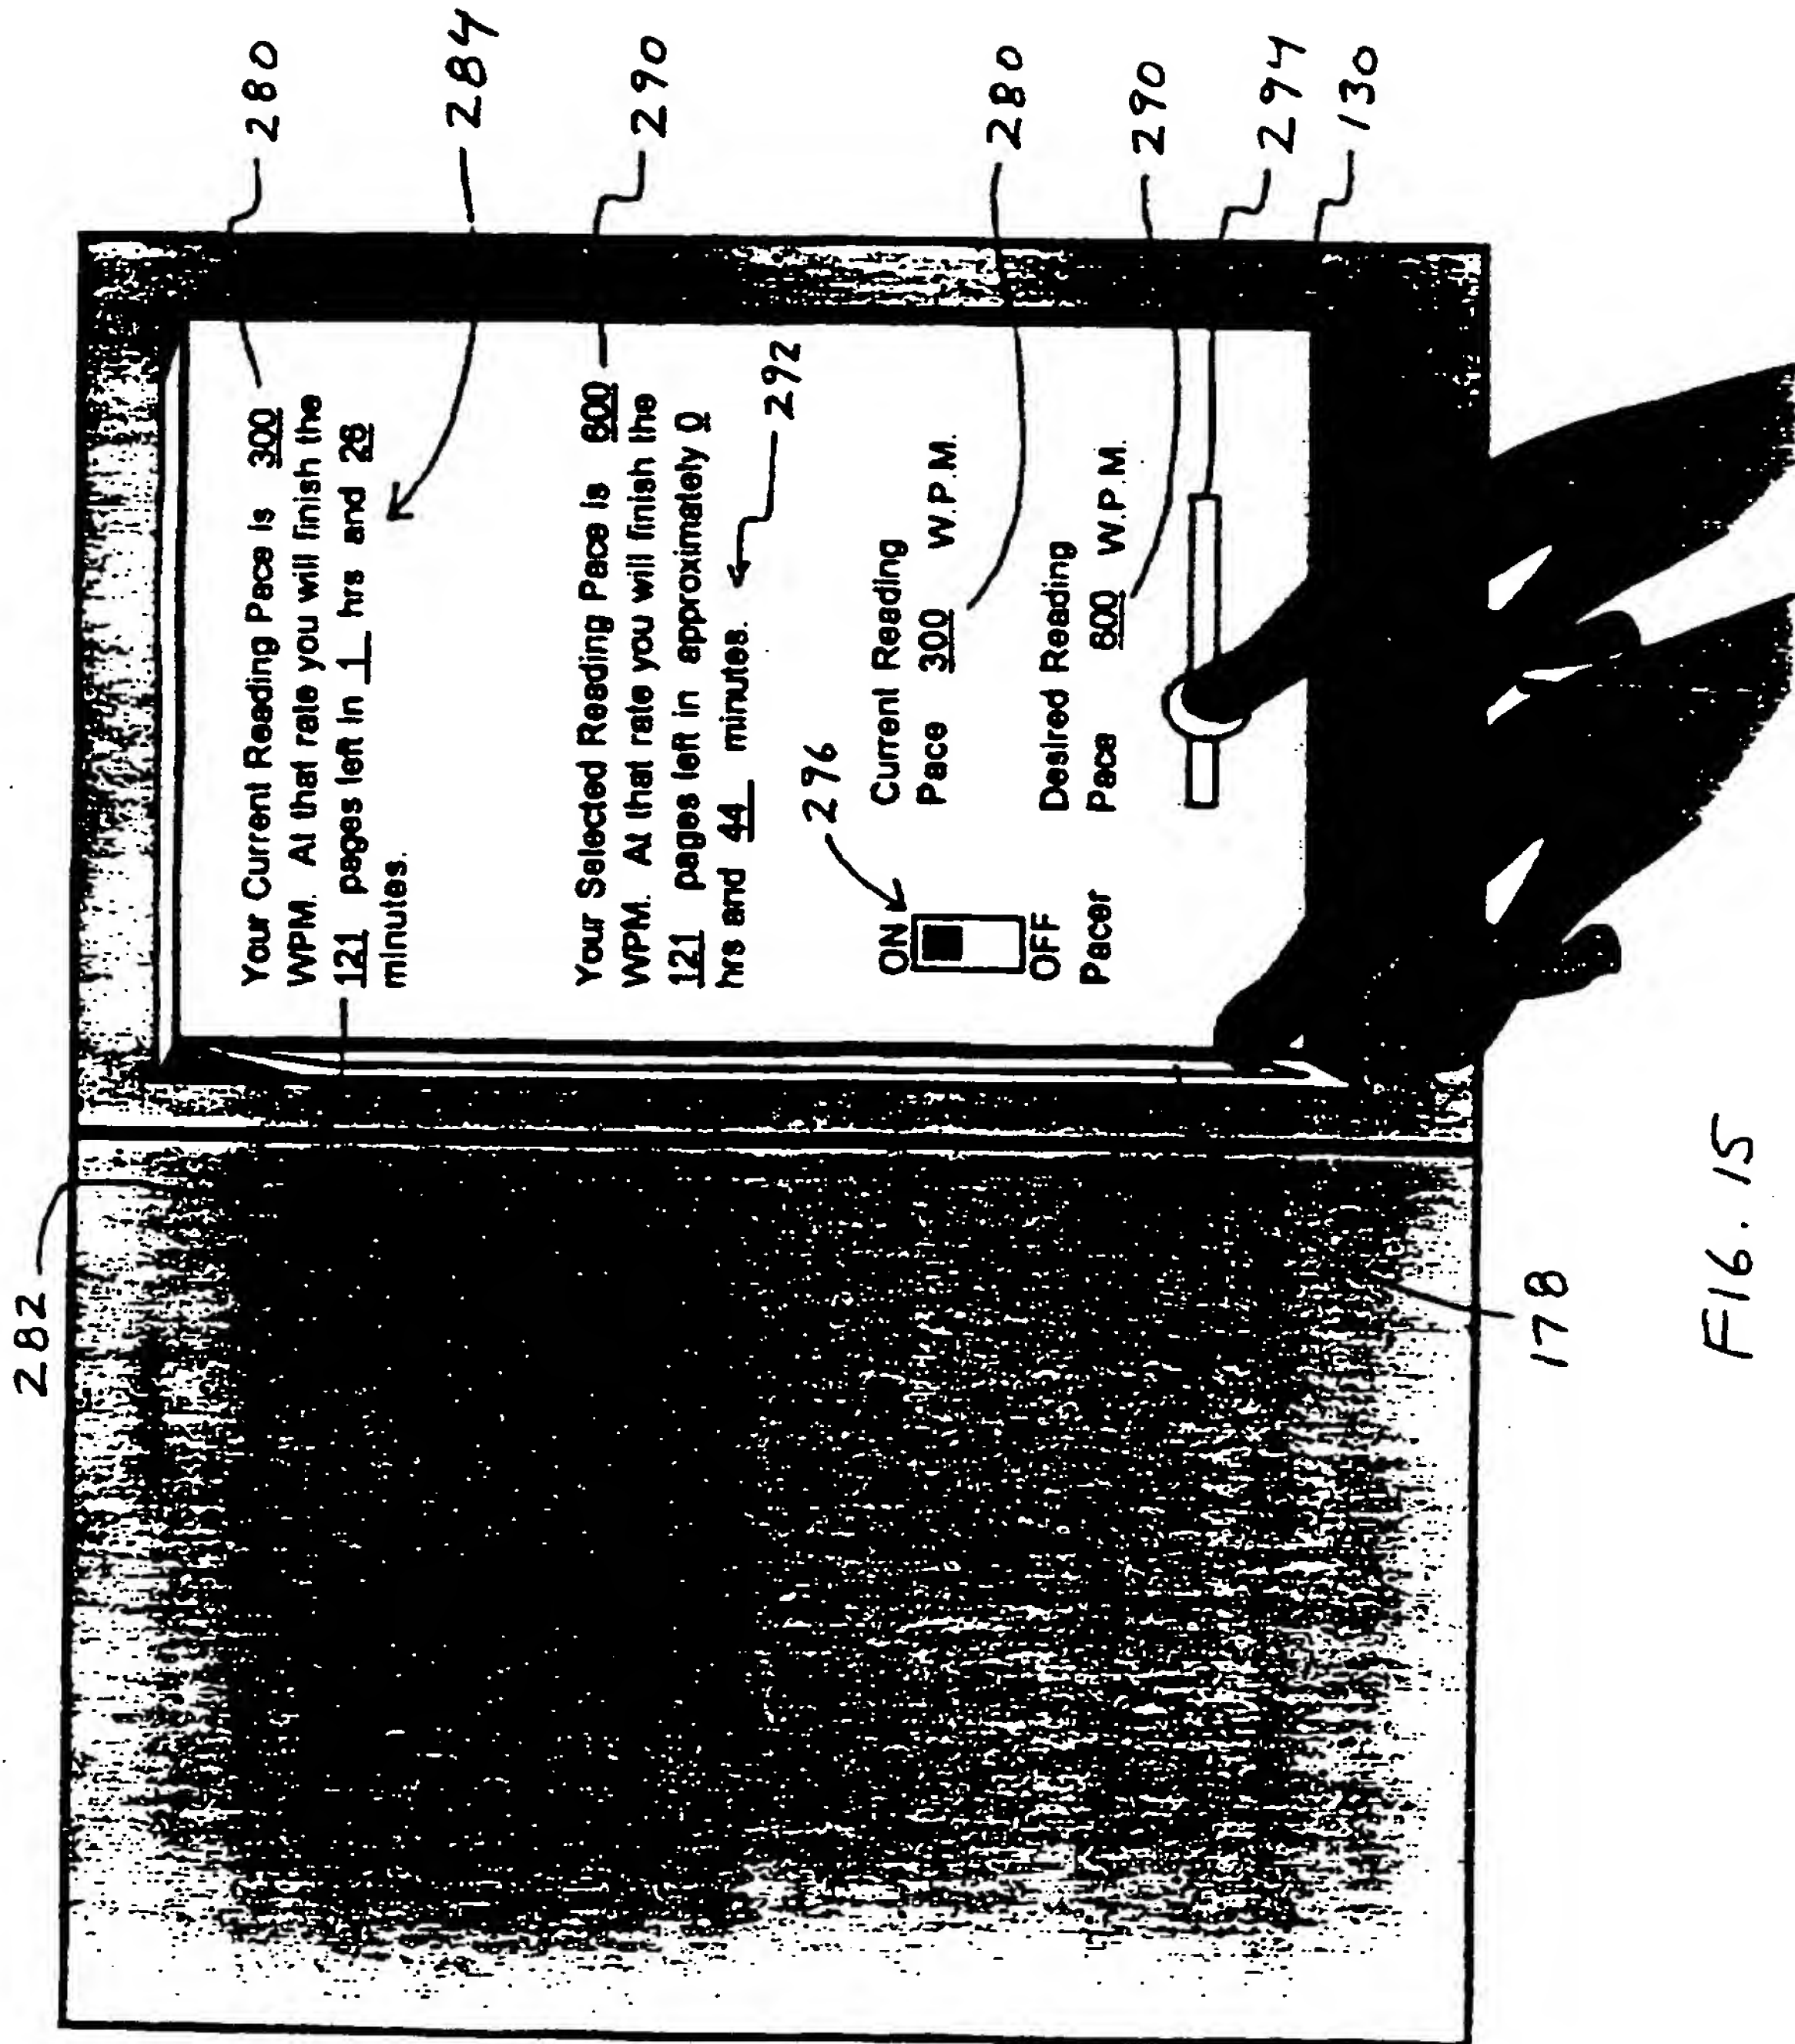 282
Your Current Reading Pace is 300
WPM. At that rate you will finish the
121 pages left in 1 hrs and 28
minutes.
280
284
Your Selected Reading Pace is 600
WPM. At that rate you will finish the
121 pages left in approximately 0
hrs and 44 minutes.
290
292
296
ON
OFF
Pacer
Current Reading
Pace 300 W.P.M.
280
Desired Reading
Pace 600 W.P.M.
290
294
130
178
FIG. 15